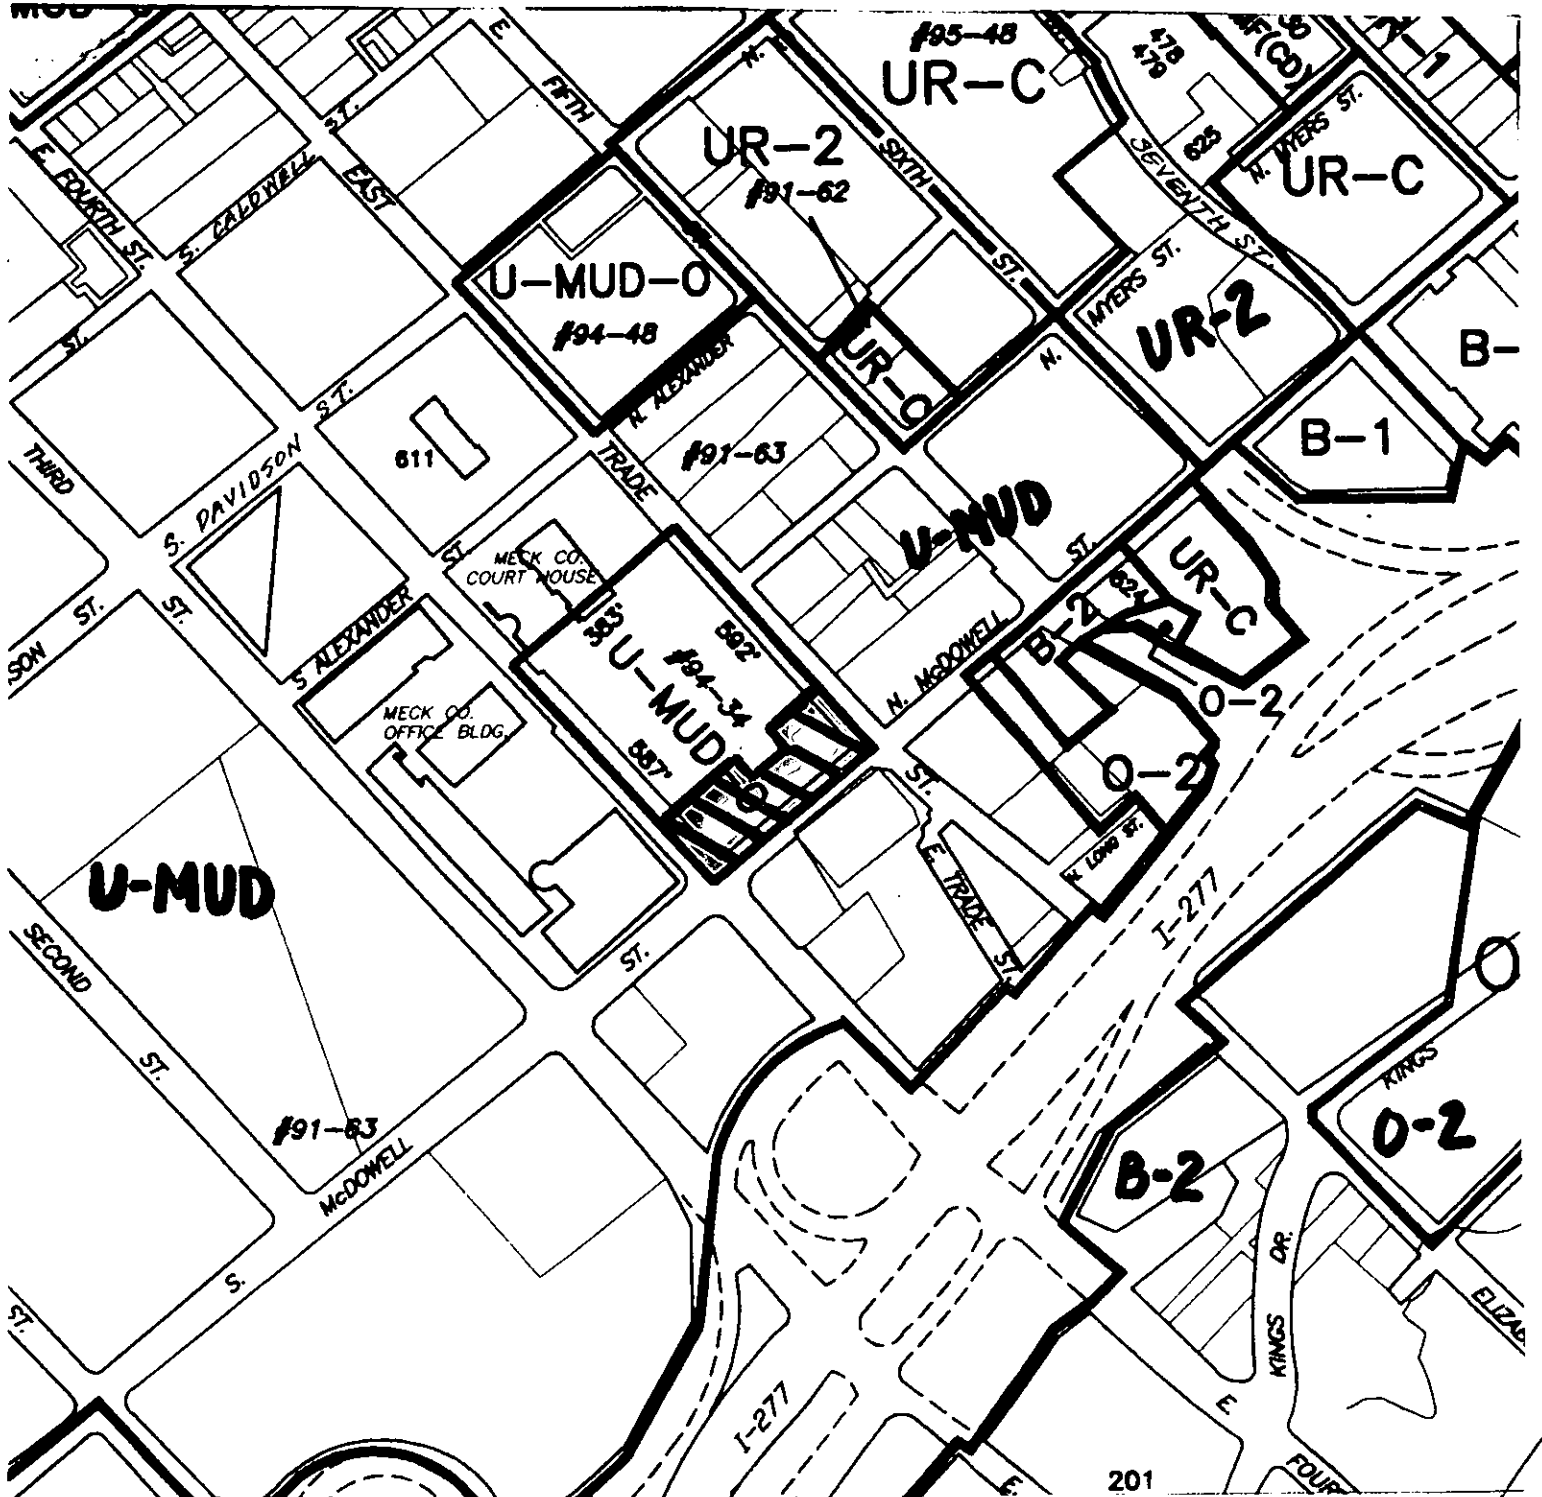 #95-48
UR-C
478
479
MF(CD)
E.
FIFTH
N.
SIXTH
ST.
SEVENTH ST.
625
N. MYERS ST.
UR-C
UR-2
#91-62
E. FOURTH ST.
S. CALDWELL
ST.
EAST
U-MUD-O
#94-48
MYERS ST.
UR-2
B-
UR-C
N. ALEXANDER
N.
B-1
ST.
THIRD
ST.
S. DAVIDSON
ST.
611
TRADE
#91-63
U-MUD
ST.
MECK CO.
COURT HOUSE
ST.
UR-C
624
B-2
SON ST.
S ALEXANDER
383'
592'
#94-34
U-MUD
587'
N. McDOWELL
ST.
O-2
O-2
MECK CO.
OFFICE BLDG.
O
N. LONG ST.
E. TRADE ST.
I-277
U-MUD
SECOND
ST.
ST.
O
KINGS
O-2
B-2
#91-63
McDOWELL
S.
ST.
KINGS DR.
ELIZAB
I-277
E.
FOUR
E.
201